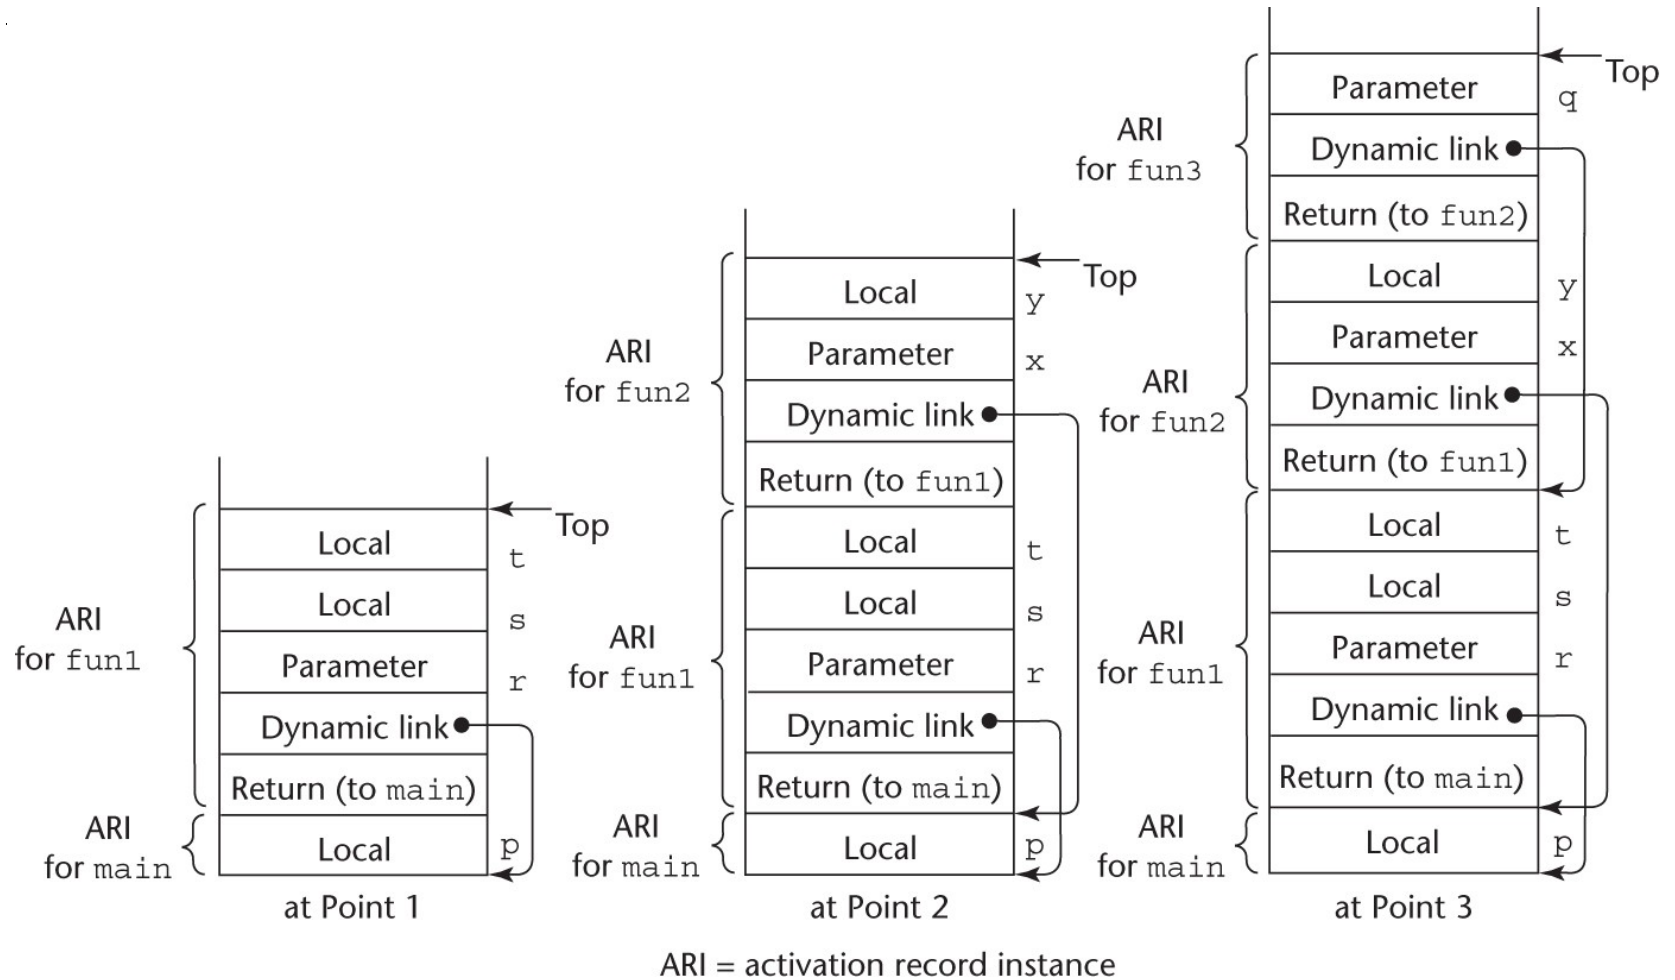 ARI
for fun1
ARI
for main
Top
Local
t
Local
s
Parameter
r
Dynamic link
Return (to main)
Local
p
at Point 1
ARI
for fun2
ARI
for fun1
ARI
for main
Top
Local
y
Parameter
x
Dynamic link
Return (to fun1)
Local
t
Local
s
Parameter
r
Dynamic link
Return (to main)
Local
p
at Point 2
ARI
for fun3
ARI
for fun2
ARI
for fun1
ARI
for main
Top
Parameter
q
Dynamic link
Return (to fun2)
Local
y
Parameter
x
Dynamic link
Return (to fun1)
Local
t
Local
s
Parameter
r
Dynamic link
Return (to main)
Local
p
at Point 3
ARI = activation record instance